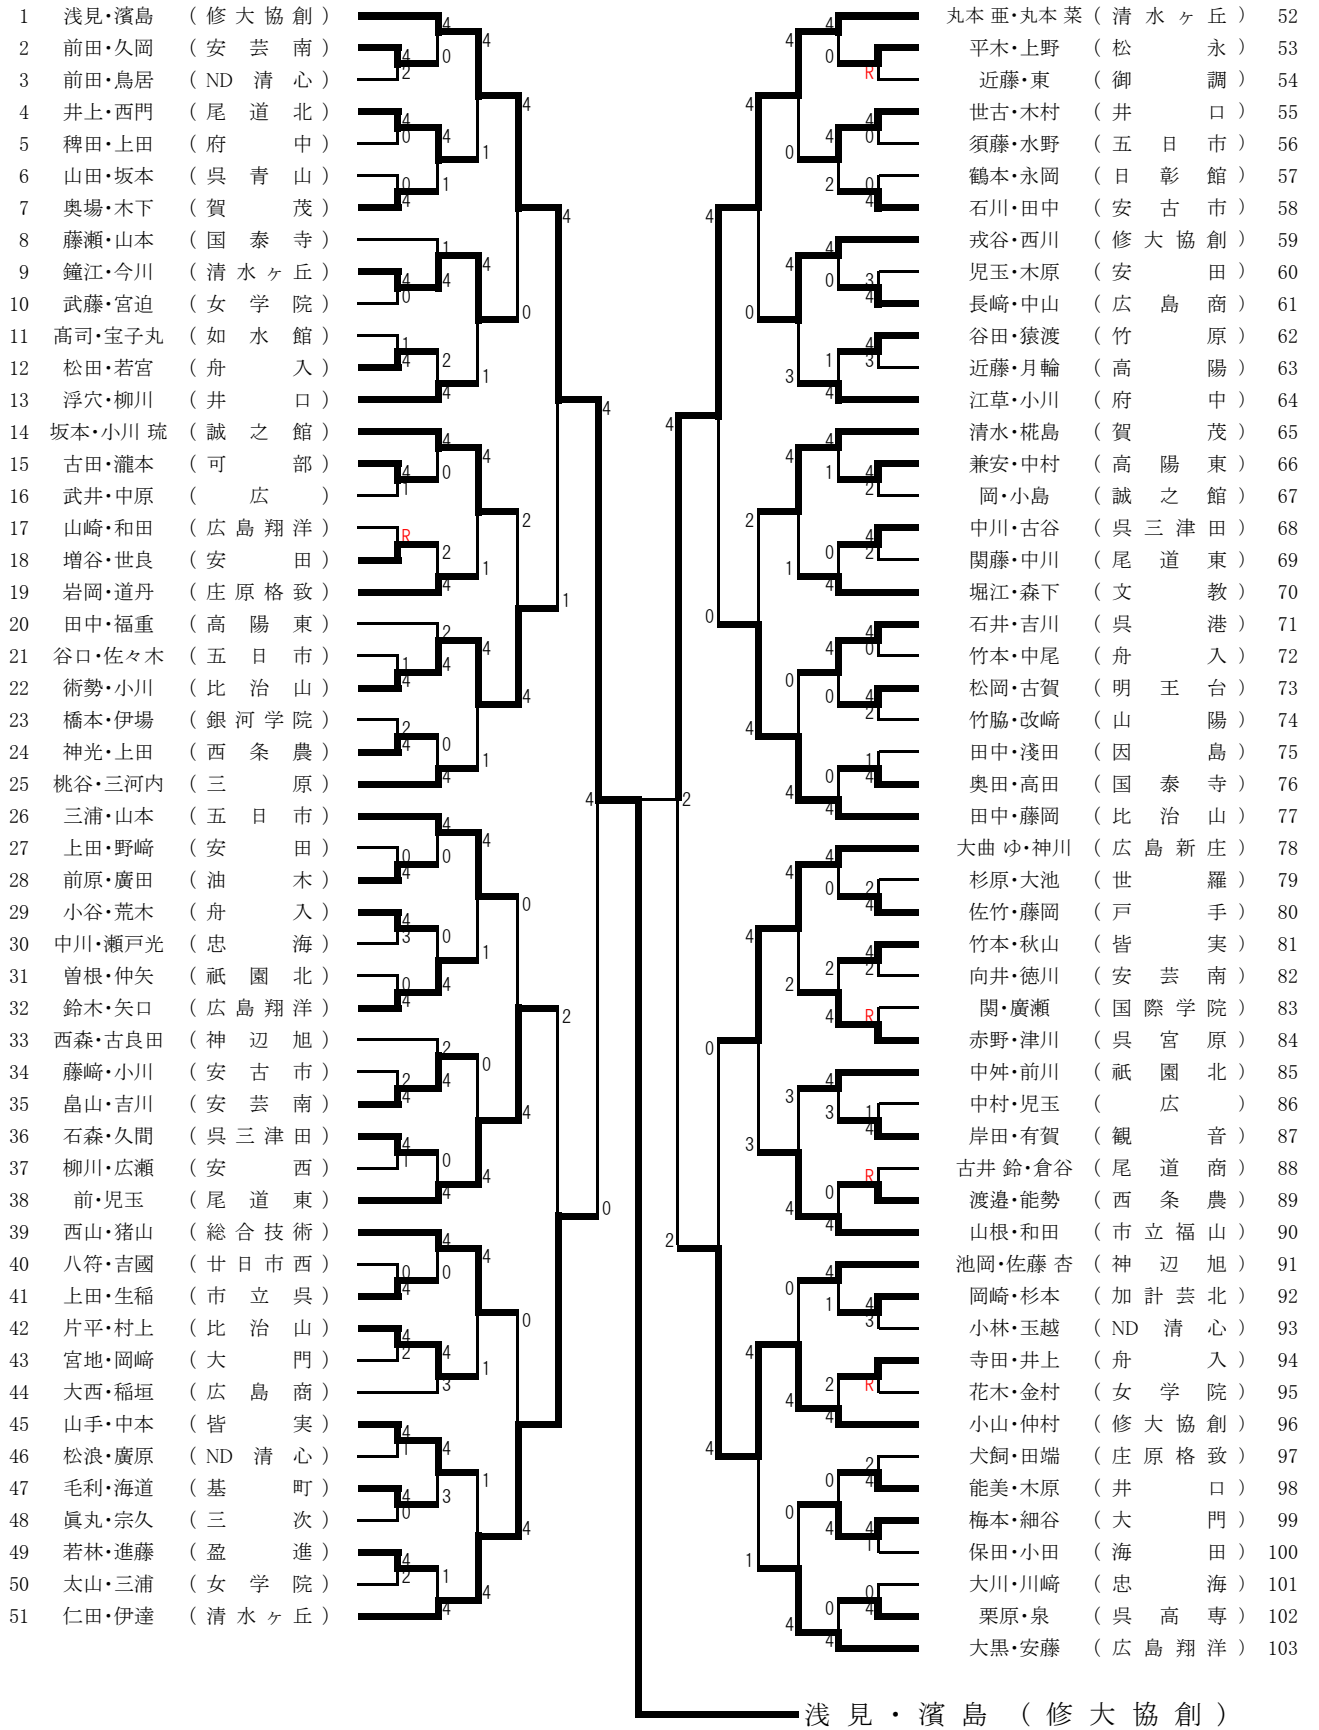 1 浅見・濱島 (修大協創)
2 前田・久岡 (安芸南)
3 前田・鳥居 (ND清心)
4 井上・西門 (尾道北)
5 稗田・上田 (府中)
6 山田・坂本 (呉青山)
7 奥場・木下 (賀茂)
8 藤瀬・山本 (国泰寺)
9 鐘江・今川 (清水ヶ丘)
10 武藤・宮迫 (女学院)
11 髙司・宝子丸 (如水館)
12 松田・若宮 (舟入)
13 浮穴・柳川 (井口)
14 坂本・小川 琉 (誠之館)
15 古田・瀧本 (可部)
16 武井・中原 (広)
17 山崎・和田 (広島翔洋)
18 増谷・世良 (安田)
19 岩岡・道丹 (庄原格致)
20 田中・福重 (高陽東)
21 谷口・佐々木 (五日市)
22 術勢・小川 (比治山)
23 橋本・伊場 (銀河学院)
24 神光・上田 (西条農)
25 桃谷・三河内 (三原)
26 三浦・山本 (五日市)
27 上田・野﨑 (安田)
28 前原・廣田 (油木)
29 小谷・荒木 (舟入)
30 中川・瀬戸光 (忠海)
31 曽根・仲矢 (祇園北)
32 鈴木・矢口 (広島翔洋)
33 西森・古良田 (神辺旭)
34 藤﨑・小川 (安古市)
35 畠山・吉川 (安芸南)
36 石森・久間 (呉三津田)
37 柳川・広瀬 (安西)
38 前・児玉 (尾道東)
39 西山・猪山 (総合技術)
40 八符・吉國 (廿日市西)
41 上田・生稲 (市立呉)
42 片平・村上 (比治山)
43 宮地・岡﨑 (大門)
44 大西・稲垣 (広島商)
45 山手・中本 (皆実)
46 松浪・廣原 (ND清心)
47 毛利・海道 (基町)
48 眞丸・宗久 (三次)
49 若林・進藤 (盈進)
50 太山・三浦 (女学院)
51 仁田・伊達 (清水ヶ丘)
丸本 亜・丸本 菜 (清水ヶ丘) 52
平木・上野 (松永) 53
近藤・東 (御調) 54
世古・木村 (井口) 55
須藤・水野 (五日市) 56
鶴本・永岡 (日彰館) 57
石川・田中 (安古市) 58
戎谷・西川 (修大協創) 59
児玉・木原 (安田) 60
長﨑・中山 (広島商) 61
谷田・猿渡 (竹原) 62
近藤・月輪 (高陽) 63
江草・小川 (府中) 64
清水・椛島 (賀茂) 65
兼安・中村 (高陽東) 66
岡・小島 (誠之館) 67
中川・古谷 (呉三津田) 68
関藤・中川 (尾道東) 69
堀江・森下 (文教) 70
石井・吉川 (呉港) 71
竹本・中尾 (舟入) 72
松岡・古賀 (明王台) 73
竹脇・改﨑 (山陽) 74
田中・淺田 (因島) 75
奥田・高田 (国泰寺) 76
田中・藤岡 (比治山) 77
大曲 ゆ・神川 (広島新庄) 78
杉原・大池 (世羅) 79
佐竹・藤岡 (戸手) 80
竹本・秋山 (皆実) 81
向井・徳川 (安芸南) 82
関・廣瀬 (国際学院) 83
赤野・津川 (呉宮原) 84
中舛・前川 (祇園北) 85
中村・児玉 (広) 86
岸田・有賀 (観音) 87
古井 鈴・倉谷 (尾道商) 88
渡邉・能勢 (西条農) 89
山根・和田 (市立福山) 90
池岡・佐藤 杏 (神辺旭) 91
岡崎・杉本 (加計芸北) 92
小林・玉越 (ND清心) 93
寺田・井上 (舟入) 94
花木・金村 (女学院) 95
小山・仲村 (修大協創) 96
犬飼・田端 (庄原格致) 97
能美・木原 (井口) 98
梅本・細谷 (大門) 99
保田・小田 (海田) 100
大川・川﨑 (忠海) 101
栗原・泉 (呉高専) 102
大黒・安藤 (広島翔洋) 103
浅見・濱島 (修大協創)